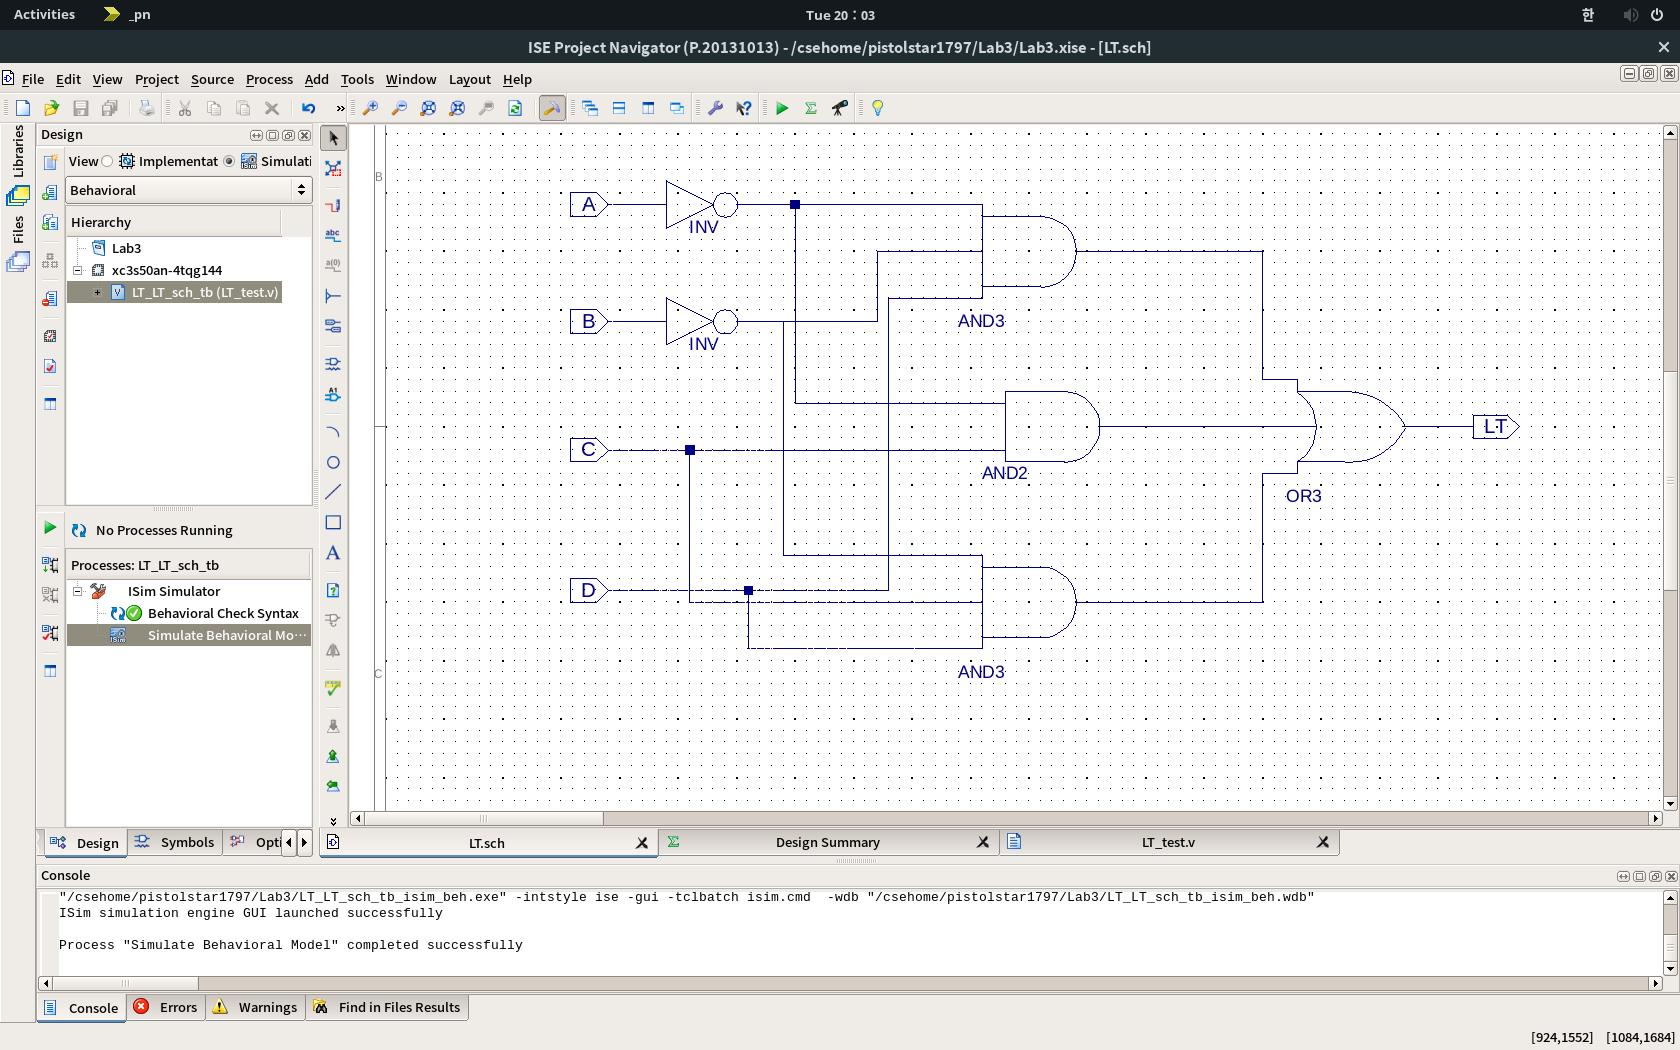 Activities
_pn
Tue 20 : 03
한
ISE Project Navigator (P.20131013) - /csehome/pistolstar1797/Lab3/Lab3.xise - [LT.sch]
File Edit View Project Source Process Add Tools Window Layout Help
»
Libraries
Files
Design
View Implementat Simulati
Behavioral
Hierarchy
Lab3
xc3s50an-4tqg144
LT_LT_sch_tb (LT_test.v)
No Processes Running
Processes: LT_LT_sch_tb
ISim Simulator
Behavioral Check Syntax
Simulate Behavioral Mo···
Design Symbols Opti
abc
a(0)
A1
A
B
C
A
INV
AND3
B
INV
C
AND2
D
AND3
OR3
LT
LT.sch
Design Summary
LT_test.v
Console
"/csehome/pistolstar1797/Lab3/LT_LT_sch_tb_isim_beh.exe" -intstyle ise -gui -tclbatch isim.cmd  -wdb "/csehome/pistolstar1797/Lab3/LT_LT_sch_tb_isim_beh.wdb"
ISim simulation engine GUI launched successfully
Process "Simulate Behavioral Model" completed successfully
Console Errors Warnings Find in Files Results
[924,1552] [1084,1684]